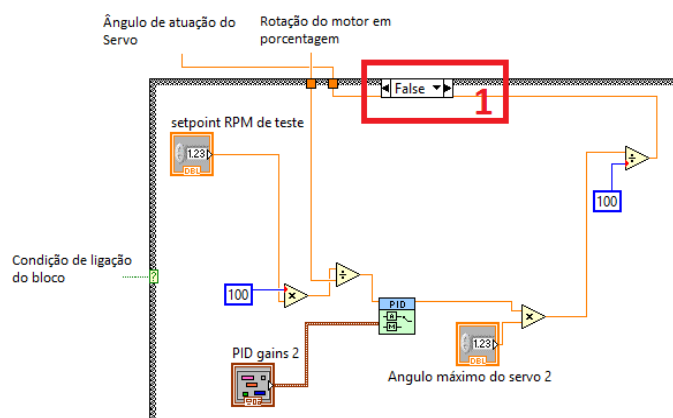 Ângulo de atuação do
Servo
Rotação do motor em
porcentagem
False
1
setpoint RPM de teste
1.23
DBL
÷
100
Condição de ligação
do bloco
?
÷
100
×
PID
R
M
×
PID gains 2
1.23
DBL
Angulo máximo do servo 2